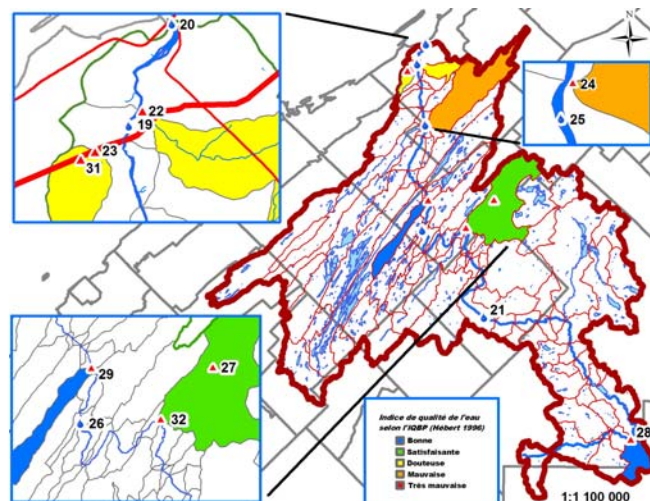 20
22
19
23
31
N
24
25
21
28
29
27
26
32
Indice de qualité de l'eau
selon l'IQBP (Hébert 1996)
Bonne
Satisfaisante
Douteuse
Mauvaise
Très mauvaise
1:1 100 000